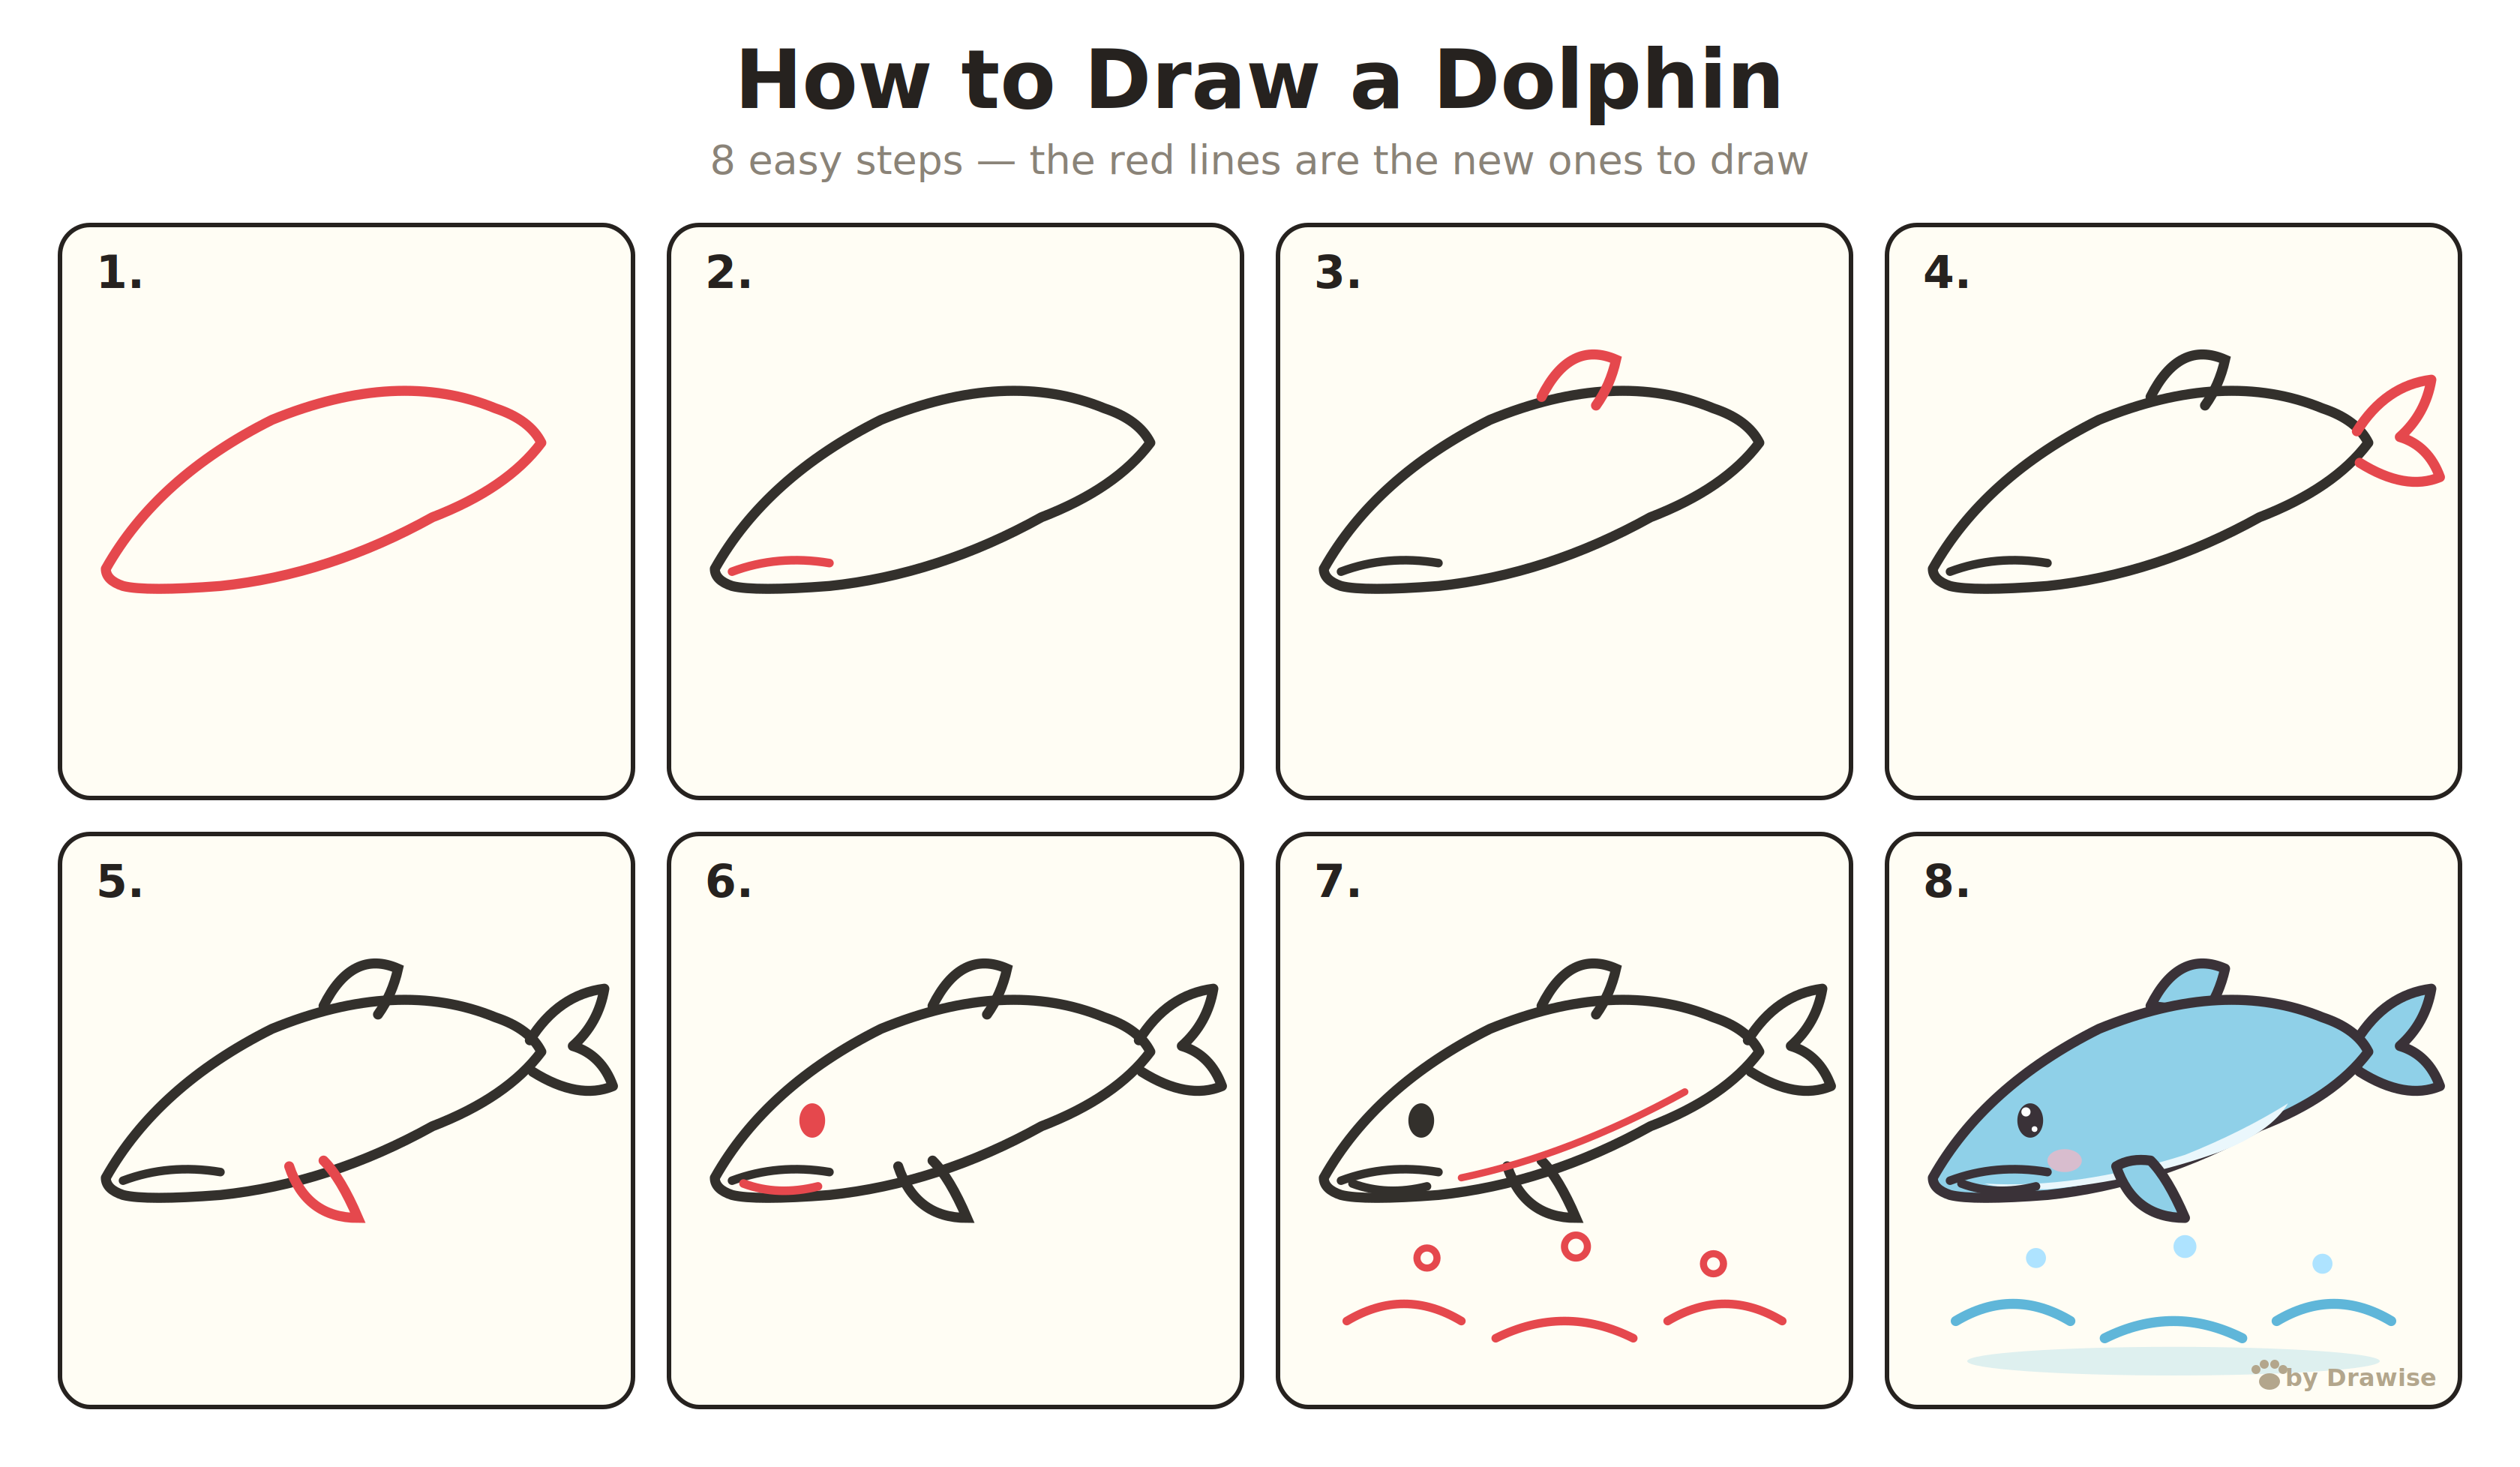 How to Draw a Dolphin
8 easy steps — the red lines are the new ones to draw
1.
2.
3.
4.
5.
6.
7.
8.
by Drawise